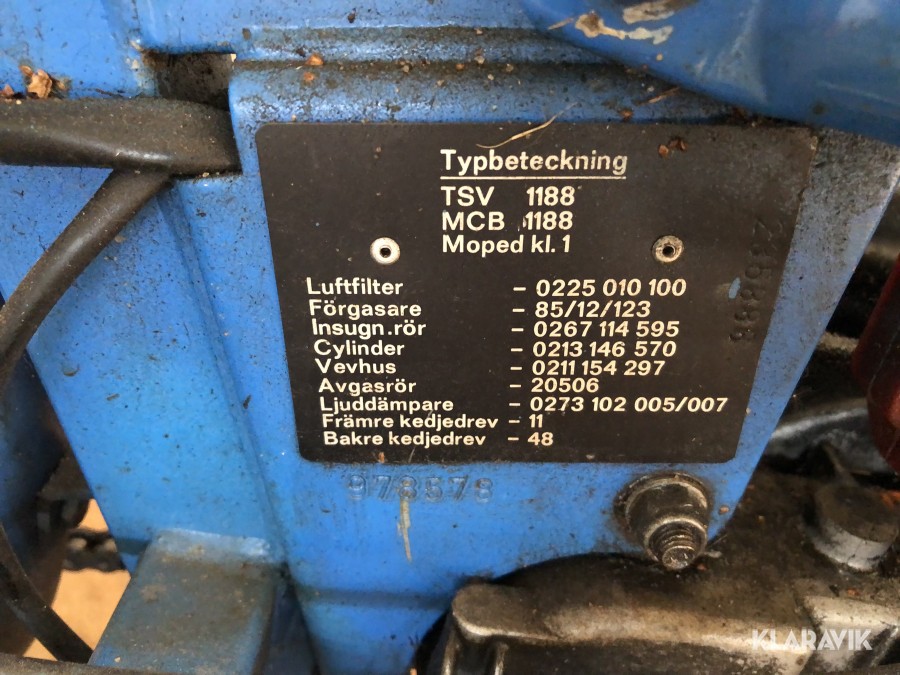 Typbeteckning
TSV 1188
MCB 1188
Moped kl. 1
Luftfilter – 0225 010 100
Förgasare – 85/12/123
Insugn.rör – 0267 114 595
Cylinder – 0213 146 570
Vevhus – 0211 154 297
Avgasrör – 20506
Ljuddämpare – 0273 102 005/007
Främre kedjedrev – 11
Bakre kedjedrev – 48
978578
KLARAVIK